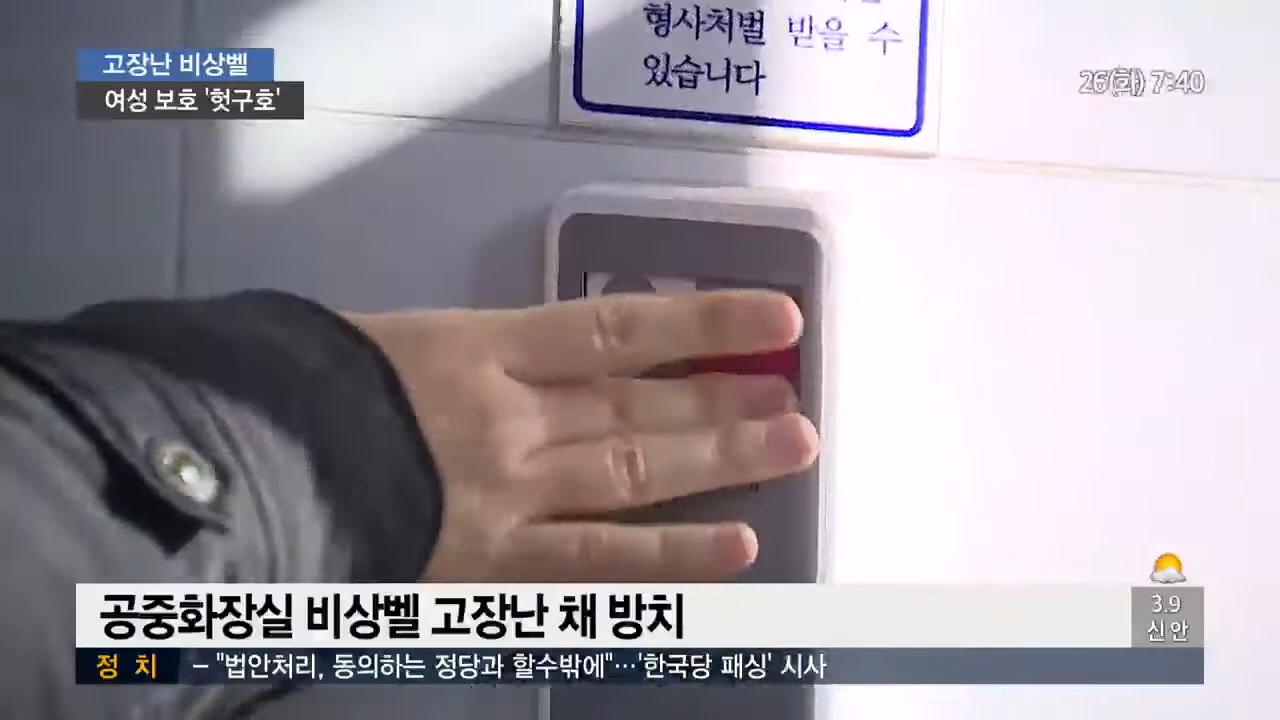 형사처벌 받을 수
있습니다
고장난 비상벨
여성 보호 '헛구호'
26(화) 7:40
공중화장실 비상벨 고장난 채 방치
3.9
신안
정 치
– "법안처리, 동의하는 정당과 할수밖에"…'한국당 패싱' 시사